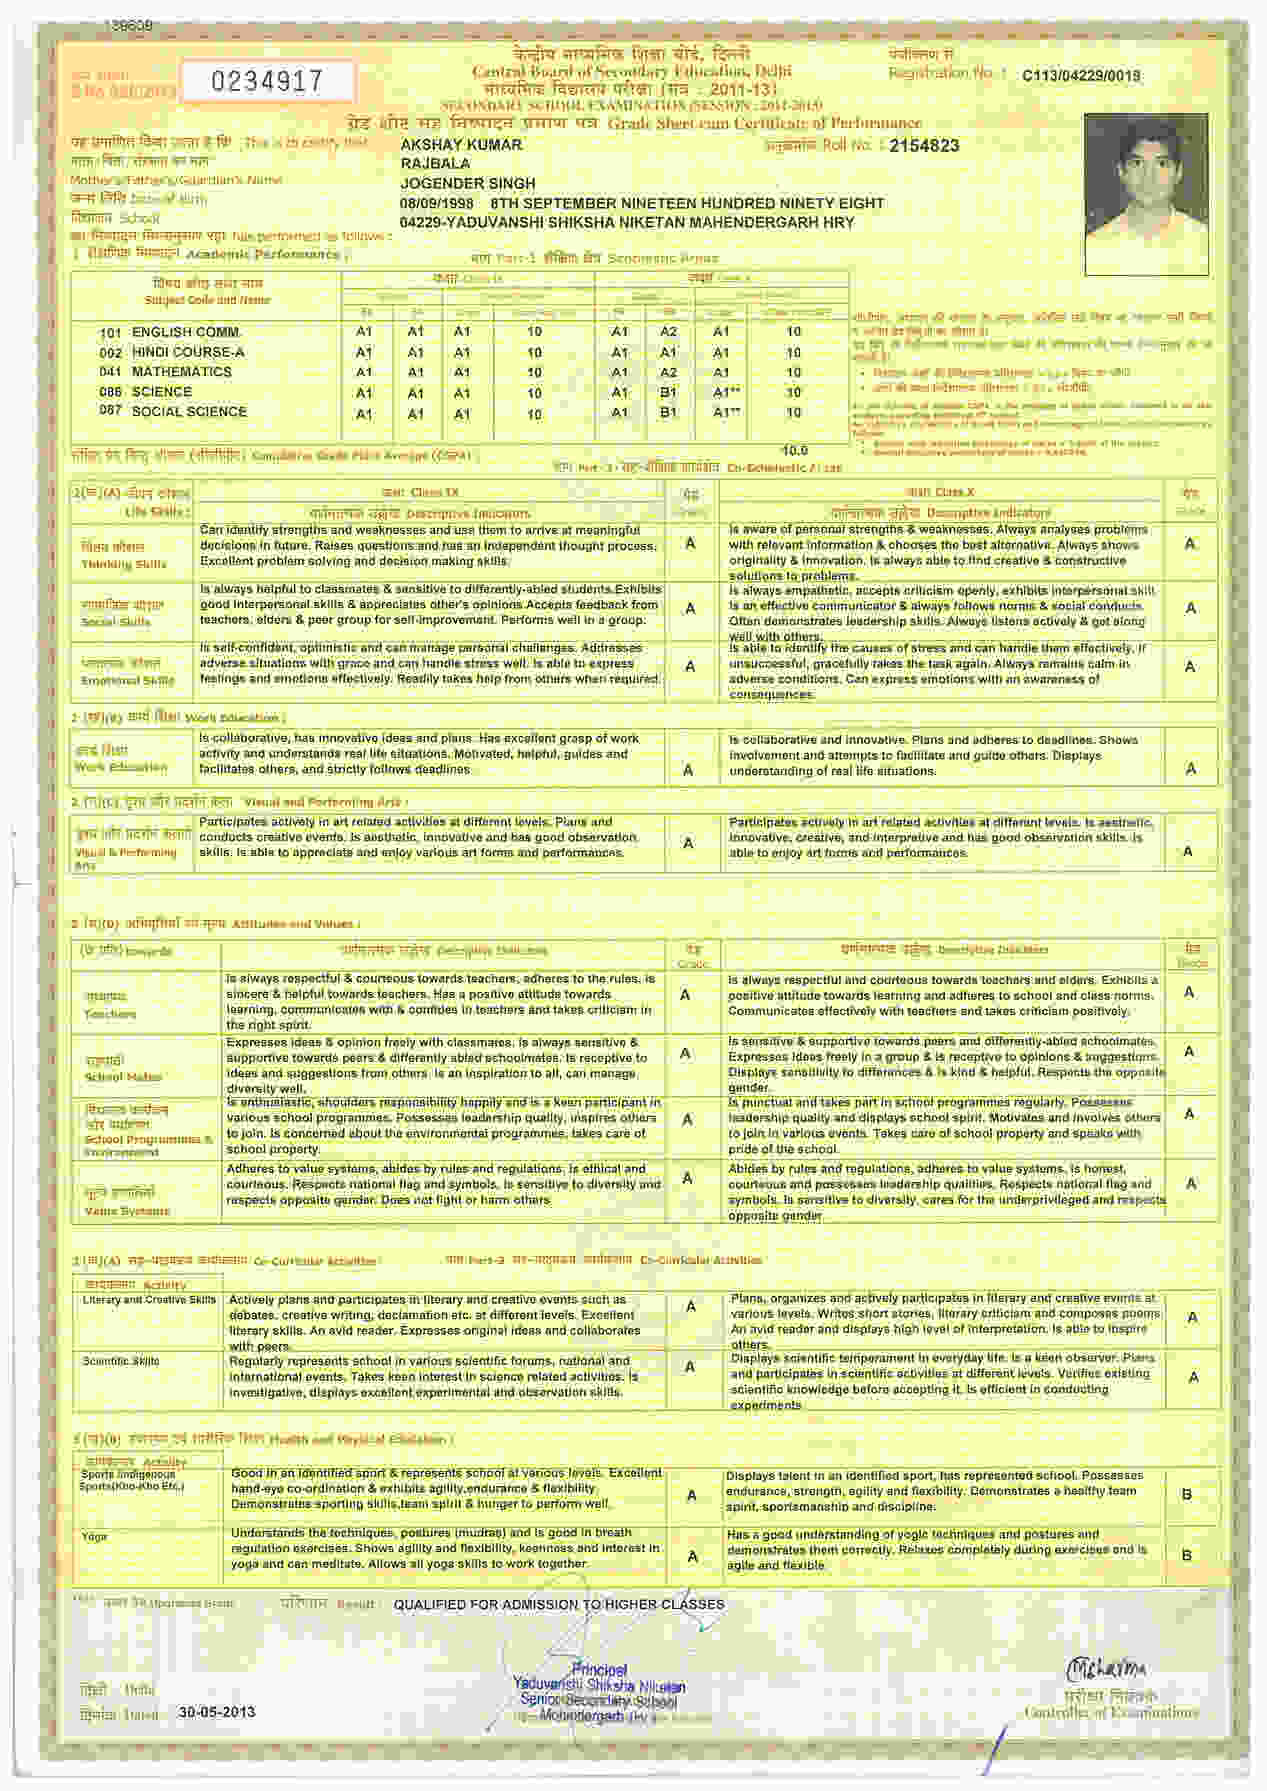 139609
0234917
केन्द्रीय माध्यमिक शिक्षा बोर्ड, दिल्ली
Central Board of Secondary Education, Delhi
माध्यमिक विद्यालय परीक्षा (सत्र : 2011-13)
SECONDARY SCHOOL EXAMINATION (SESSION : 2011-2013)
ग्रेड शीट सह निष्पादन प्रमाण पत्र Grade Sheet cum Certificate of Performance
Registration No. : C113/04229/0019
यह प्रमाणित किया जाता है कि This is to certify that AKSHAY KUMAR
अनुक्रमांक Roll No. : 2154823
RAJBALA
Mother's/Father's/Guardian's Name
JOGENDER SINGH
जन्म तिथि Date of Birth 08/09/1998 8TH SEPTEMBER NINETEEN HUNDRED NINETY EIGHT
विद्यालय School 04229-YADUVANSHI SHIKSHA NIKETAN MAHENDERGARH HRY
has performed as follows :
1 शैक्षणिक निष्पादन Academic Performance : भाग Part-1 शैक्षिक क्षेत्र Scholastic Areas
विषय कोड तथा नाम
Subject Code and Name
कक्षा Class IX
कक्षा Class X
101 ENGLISH COMM. A1 A1 A1 10 A1 A2 A1 10
002 HINDI COURSE-A A1 A1 A1 10 A1 A1 A1 10
041 MATHEMATICS A1 A1 A1 10 A1 A2 A1 10
086 SCIENCE A1 A1 A1 10 A1 B1 A1** 10
087 SOCIAL SCIENCE A1 A1 A1 10 A1 B1 A1** 10
Cumulative Grade Point Average (CGPA) : 10.0
भाग Part-2 सह-शैक्षिक कार्यक्षेत्र Co-Scholastic Areas
2(क)(A) जीवन कौशल
Life Skills :
कक्षा Class IX
वर्णनात्मक उल्लेख Descriptive Indicators
ग्रेड
Grade
कक्षा Class X
वर्णनात्मक उल्लेख Descriptive Indicators
ग्रेड
Grade
चिंतन कौशल
Thinking Skills
Can identify strengths and weaknesses and use them to arrive at meaningful
decisions in future. Raises questions and has an independent thought process.
Excellent problem solving and decision making skills.
A
Is aware of personal strengths & weaknesses. Always analyses problems
with relevant information & chooses the best alternative. Always shows
originality & innovation. Is always able to find creative & constructive
solutions to problems.
A
सामाजिक कौशल
Social Skills
Is always helpful to classmates & sensitive to differently-abled students.Exhibits
good interpersonal skills & appreciates other's opinions.Accepts feedback from
teachers, elders & peer group for self-improvement. Performs well in a group.
A
Is always empathetic, accepts criticism openly, exhibits interpersonal skill.
Is an effective communicator & always follows norms & social conducts.
Often demonstrates leadership skills. Always listens actively & get along
well with others.
A
भावात्मक कौशल
Emotional Skills
Is self-confident, optimistic and can manage personal challenges. Addresses
adverse situations with grace and can handle stress well. Is able to express
feelings and emotions effectively. Readily takes help from others when required.
A
Is able to identify the causes of stress and can handle them effectively. If
unsuccessful, gracefully takes the task again. Always remains calm in
adverse conditions. Can express emotions with an awareness of
consequences.
A
2 (ख)(B) कार्य शिक्षा Work Education :
कार्य शिक्षा
Work Education
Is collaborative, has innovative ideas and plans. Has excellent grasp of work
activity and understands real life situations. Motivated, helpful, guides and
facilitates others, and strictly follows deadlines
A
Is collaborative and innovative. Plans and adheres to deadlines. Shows
involvement and attempts to facilitate and guide others. Displays
understanding of real life situations.
A
2 (ग)(C) दृश्य और प्रदर्शन कला Visual and Performing Arts :
Visual & Performing
Arts
Participates actively in art related activities at different levels. Plans and
conducts creative events. Is aesthetic, innovative and has good observation
skills. Is able to appreciate and enjoy various art forms and performances.
A
Participates actively in art related activities at different levels. Is aesthetic,
innovative, creative, and interpretive and has good observation skills. Is
able to enjoy art forms and performances.
A
2 (घ)(D) अभिवृत्तियाँ एवं मूल्य Attitudes and Values :
(के प्रति) towards
वर्णनात्मक उल्लेख Descriptive Indicators
ग्रेड
Grade
वर्णनात्मक उल्लेख Descriptive Indicators
ग्रेड
Grade
Teachers
Is always respectful & courteous towards teachers, adheres to the rules. Is
sincere & helpful towards teachers. Has a positive attitude towards
learning, communicates with & confides in teachers and takes criticism in
the right spirit.
A
Is always respectful and courteous towards teachers and elders. Exhibits a
positive attitude towards learning and adheres to school and class norms.
Communicates effectively with teachers and takes criticism positively.
A
सहपाठी
School Mates
Expresses ideas & opinion freely with classmates. Is always sensitive &
supportive towards peers & differently abled schoolmates. Is receptive to
ideas and suggestions from others. Is an inspiration to all, can manage
diversity well.
A
Is sensitive & supportive towards peers and differently-abled schoolmates.
Expresses ideas freely in a group & is receptive to opinions & suggestions.
Displays sensitivity to differences & is kind & helpful. Respects the opposite
gender.
A
विद्यालय कार्यक्रम
और पर्यावरण
School Programmes &
Environment
Is enthusiastic, shoulders responsibility happily and is a keen participant in
various school programmes. Possesses leadership quality, inspires others
to join. Is concerned about the environmental programmes, takes care of
school property.
A
Is punctual and takes part in school programmes regularly. Possesses
leadership quality and displays school spirit. Motivates and involves others
to join in various events. Takes care of school property and speaks with
pride of the school.
A
मूल्य प्रणालियाँ
Value Systems
Adheres to value systems, abides by rules and regulations, is ethical and
courteous. Respects national flag and symbols. Is sensitive to diversity and
respects opposite gender. Does not fight or harm others
A
Abides by rules and regulations, adheres to value systems, is honest,
courteous and possesses leadership qualities. Respects national flag and
symbols. Is sensitive to diversity, cares for the underprivileged and respects
opposite gender
A
3 (क)(A) सह-पाठ्यक्रम कार्यकलाप Co-Curricular Activities : भाग Part-3 सह-पाठ्यक्रम कार्यकलाप Co-Curricular Activities
कार्यकलाप Activity
Literary and Creative Skills
Actively plans and participates in literary and creative events such as
debates, creative writing, declamation etc. at different levels. Excellent
literary skills. An avid reader. Expresses original ideas and collaborates
with peers.
A
Plans, organizes and actively participates in literary and creative events at
various levels. Writes short stories, literary criticism and composes poems.
An avid reader and displays high level of interpretation. Is able to inspire
others.
A
Scientific Skills
Regularly represents school in various scientific forums, national and
international events. Takes keen interest in science related activities. Is
investigative, displays excellent experimental and observation skills.
A
Displays scientific temperament in everyday life. Is a keen observer. Plans
and participates in scientific activities at different levels. Verifies existing
scientific knowledge before accepting it. Is efficient in conducting
experiments
A
3 (ख)(B) स्वास्थ्य एवं शारीरिक शिक्षा Health and Physical Education :
कार्यकलाप Activity
Sports /Indigenous
Sports(Kho-Kho Etc.)
Good in an identified sport & represents school at various levels. Excellent
hand-eye co-ordination & exhibits agility,endurance & flexibility.
Demonstrates sporting skills,team spirit & hunger to perform well.
A
Displays talent in an identified sport, has represented school. Possesses
endurance, strength, agility and flexibility. Demonstrates a healthy team
spirit, sportsmanship and discipline.
B
Yoga
Understands the techniques, postures (mudras) and is good in breath
regulation exercises. Shows agility and flexibility, keenness and interest in
yoga and can meditate. Allows all yoga skills to work together.
A
Has a good understanding of yogic techniques and postures and
demonstrates them correctly. Relaxes completely during exercises and is
agile and flexible.
B
Upgraded Grade परिणाम Result : QUALIFIED FOR ADMISSION TO HIGHER CLASSES
Principal
Yaduvanshi Shiksha Niketan
Senior Secondary School
Mohindergarh
दिल्ली Delhi
दिनांक Dated 30-05-2013
MSharma
परीक्षा नियंत्रक
Controller of Examinations